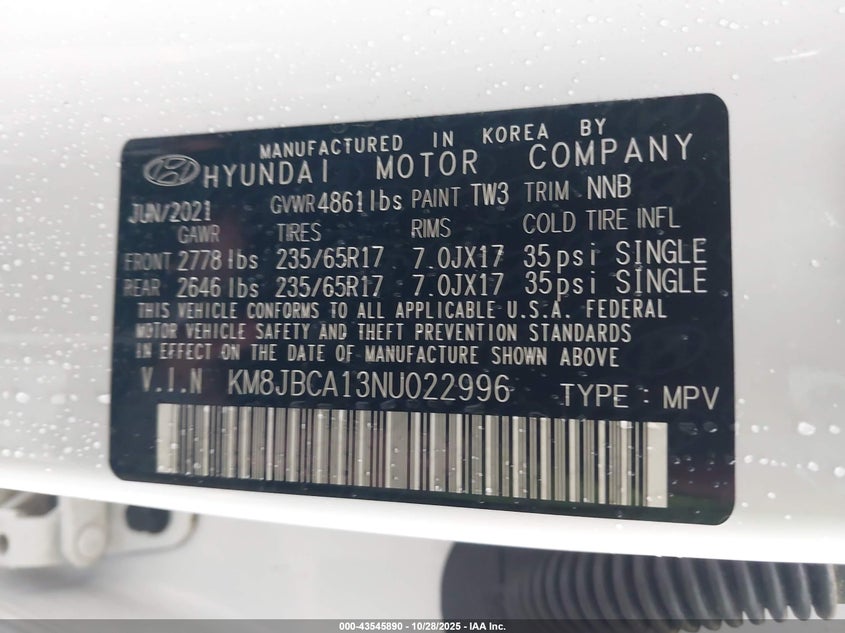 MANUFACTURED IN KOREA BY
HYUNDAI MOTOR COMPANY
JUN/2021 GVWR 4861lbs PAINT TW3 TRIM NNB
GAWR TIRES RIMS COLD TIRE INFL
FRONT 2778 lbs 235/65R17 7.0JX17 35psi SINGLE
REAR 2646 lbs 235/65R17 7.0JX17 35psi SINGLE
THIS VEHICLE CONFORMS TO ALL APPLICABLE U.S.A. FEDERAL
MOTOR VEHICLE SAFETY AND THEFT PREVENTION STANDARDS
IN EFFECT ON THE DATE OF MANUFACTURE SHOWN ABOVE
V.I.N KM8JBCA13NU022996 TYPE : MPV
000-43545890 - 10/28/2025 - IAA Inc.